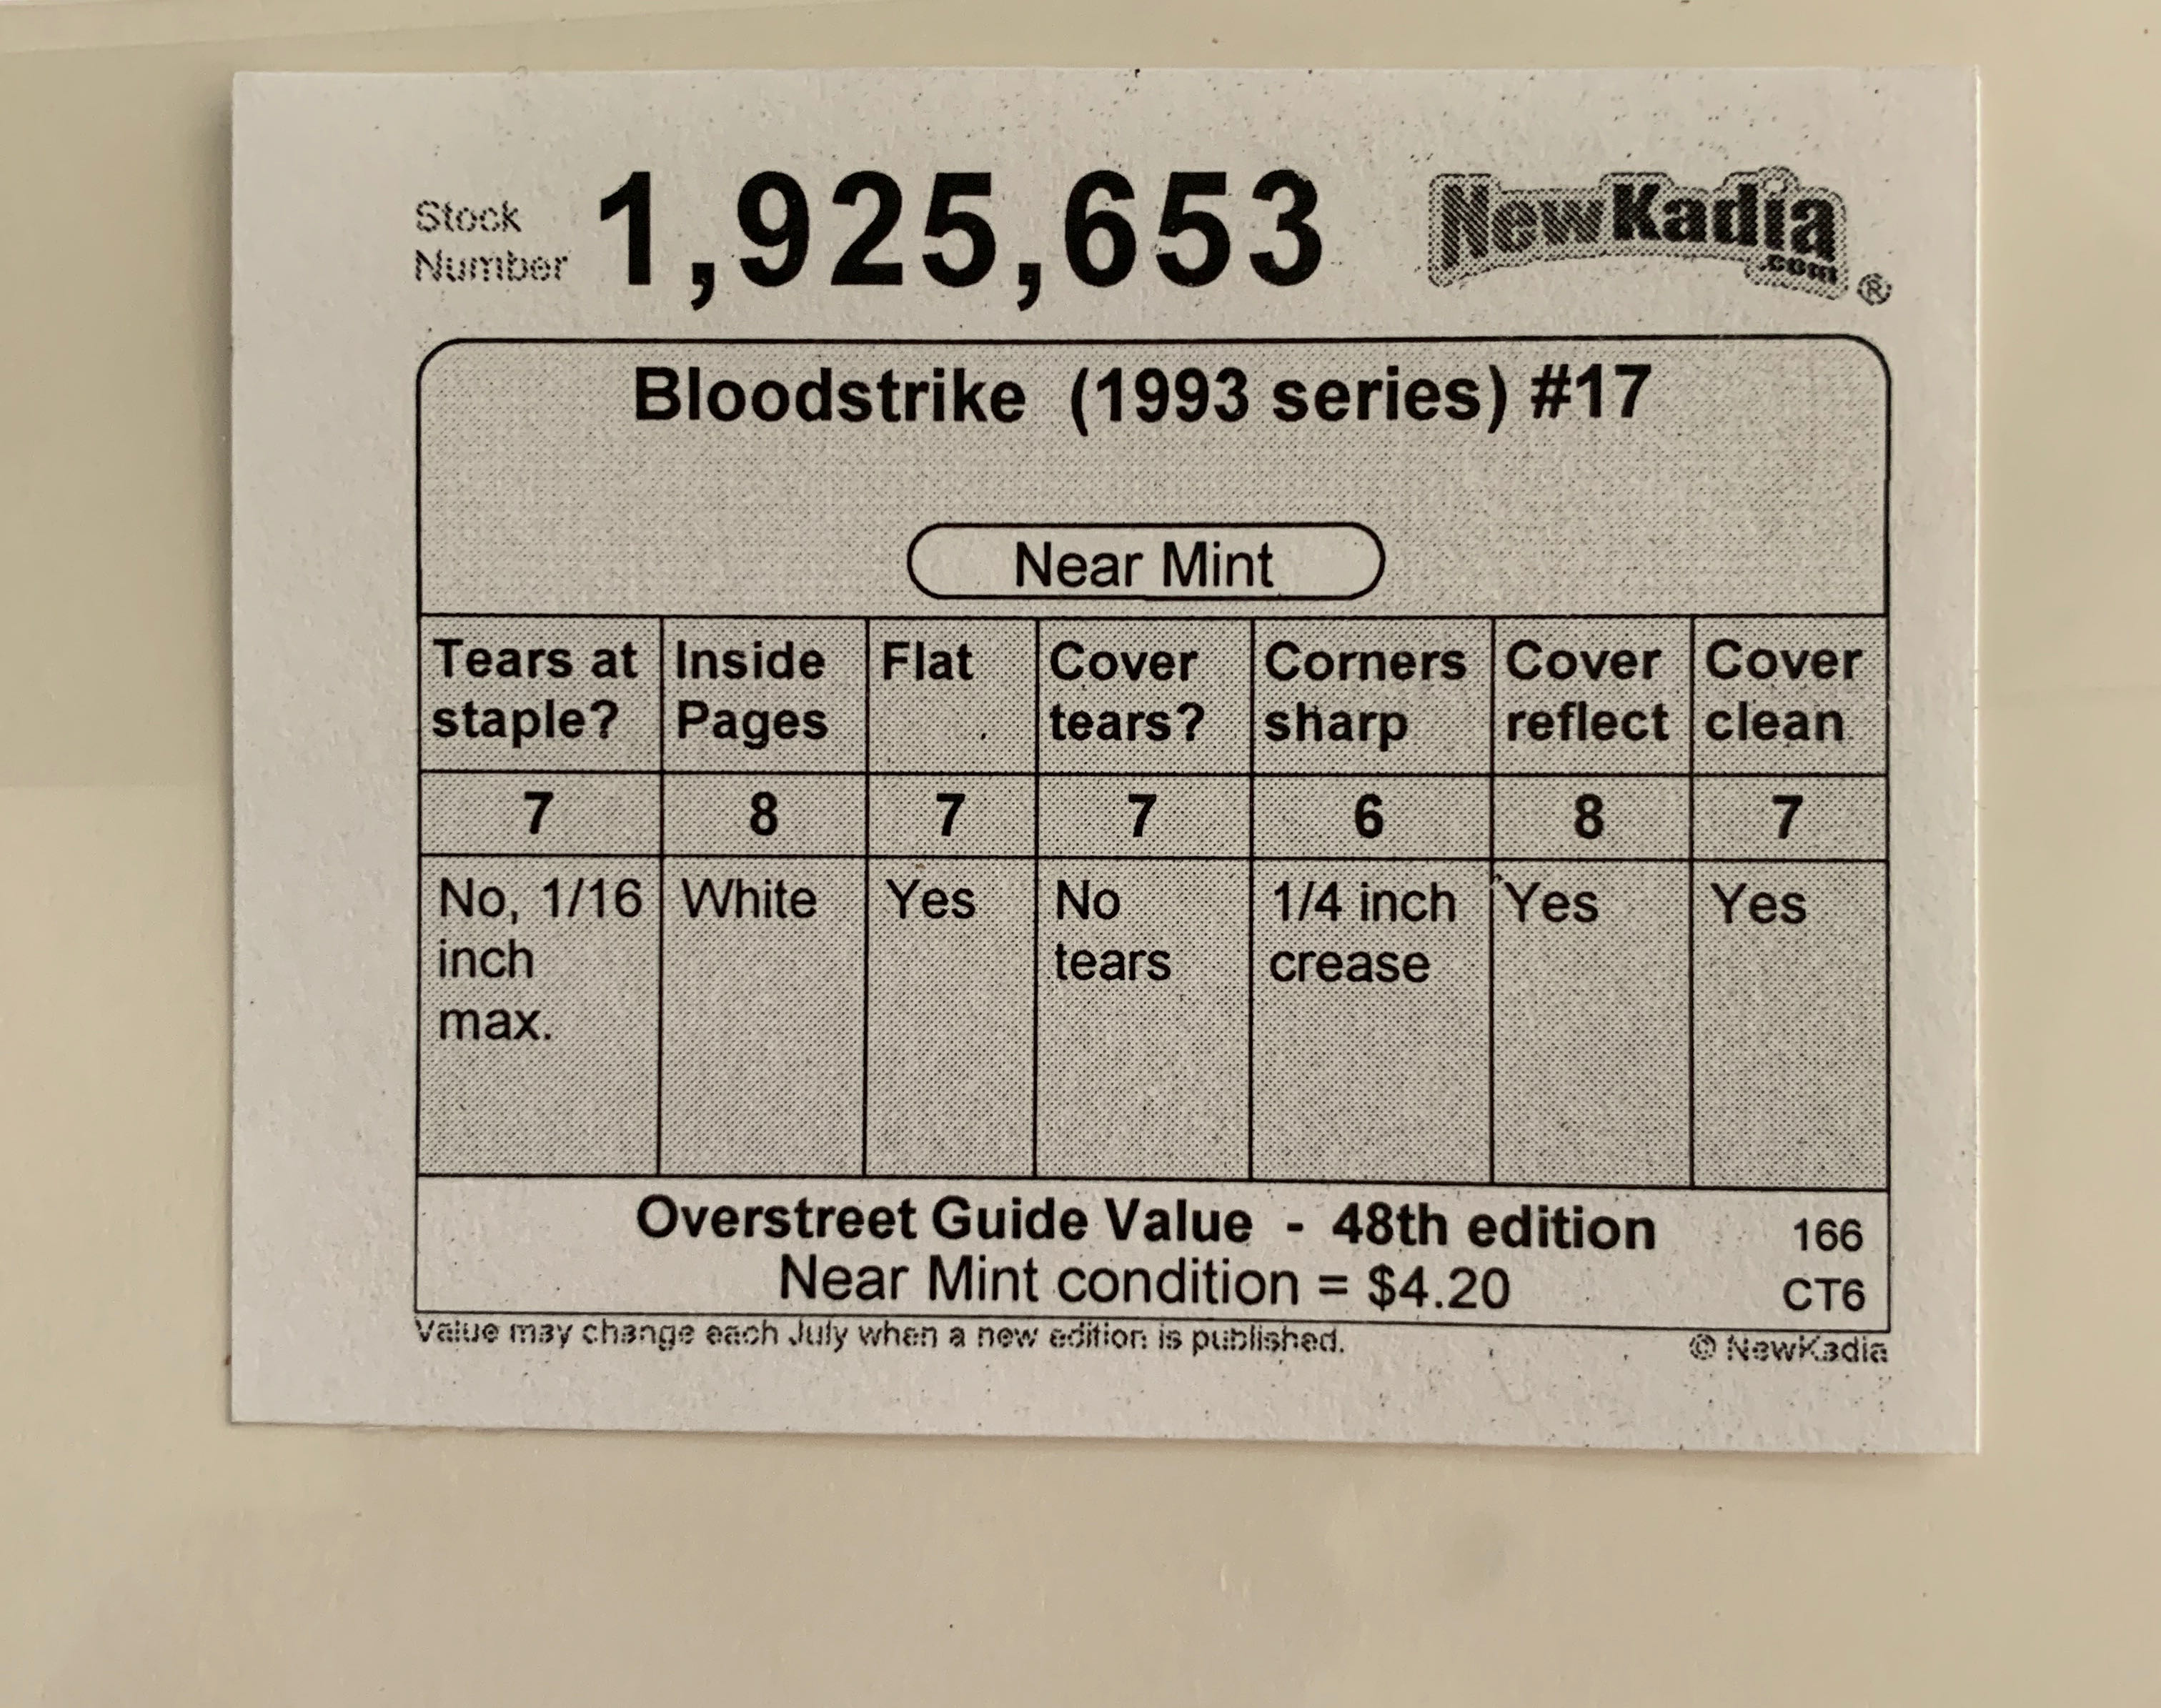 Stock
Number
1,925,653
NewKadia
.com
®
Bloodstrike (1993 series) #17
Near Mint
Tears at staple? Inside Pages Flat Cover tears? Corners sharp Cover reflect Cover clean
7 8 7 7 6 8 7
No, 1/16 inch max. White Yes No tears 1/4 inch crease Yes Yes
Overstreet Guide Value - 48th edition 166
Near Mint condition = $4.20 CT6
Value may change each July when a new edition is published. © NewKadia